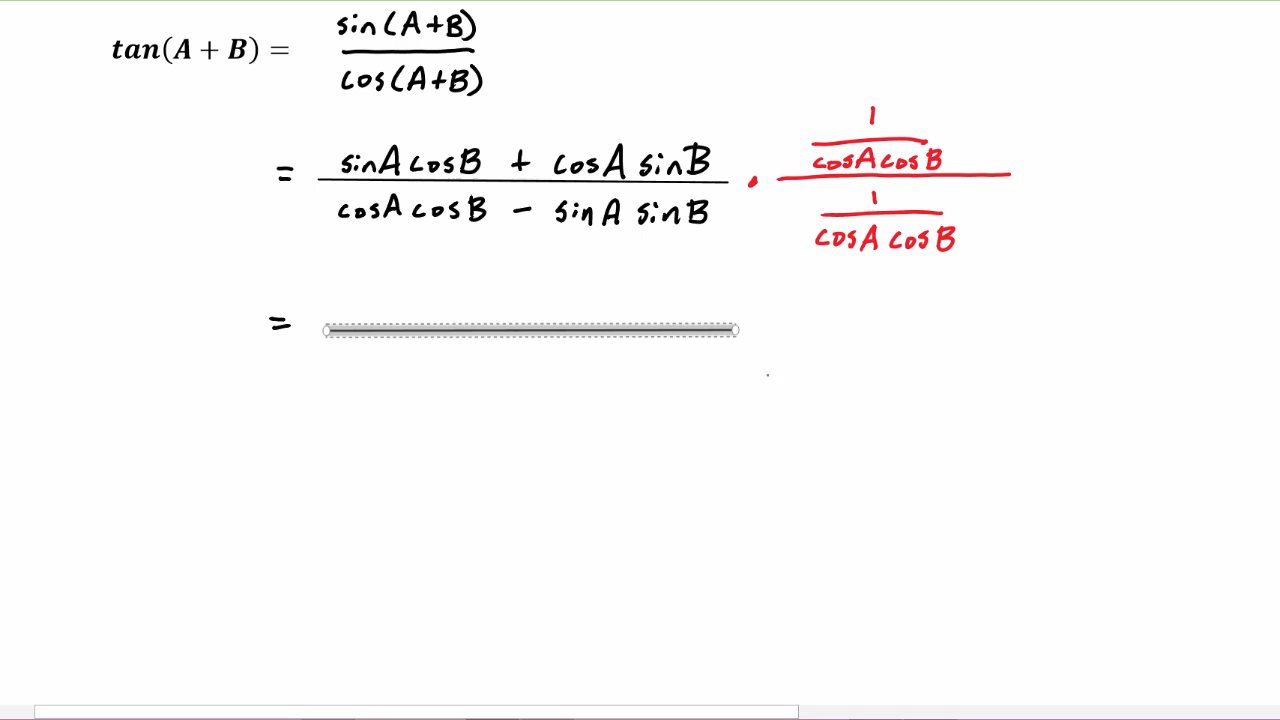 tan(A + B) = sin(A+B)
cos(A+B)
= sinA cosB + cosA sinB · 1
cosA cosB
cosA cosB − sinA sinB 1
cosA cosB
=